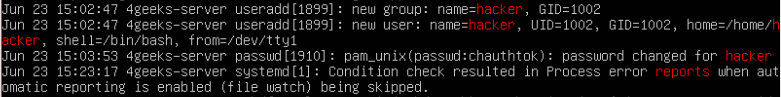 Jun 23 15:02:47 4geeks-server useradd[1899]: new group: name=hacker, GID=1002
Jun 23 15:02:47 4geeks-server useradd[1899]: new user: name=hacker, UID=1002, GID=1002, home=/home/h
acker, shell=/bin/bash, from=/dev/tty1
Jun 23 15:03:53 4geeks-server passwd[1910]: pam_unix(passwd:chauthtok): password changed for hacker
Jun 23 15:23:17 4geeks-server systemd[1]: Condition check resulted in Process error reports when aut
omatic reporting is enabled (file watch) being skipped.